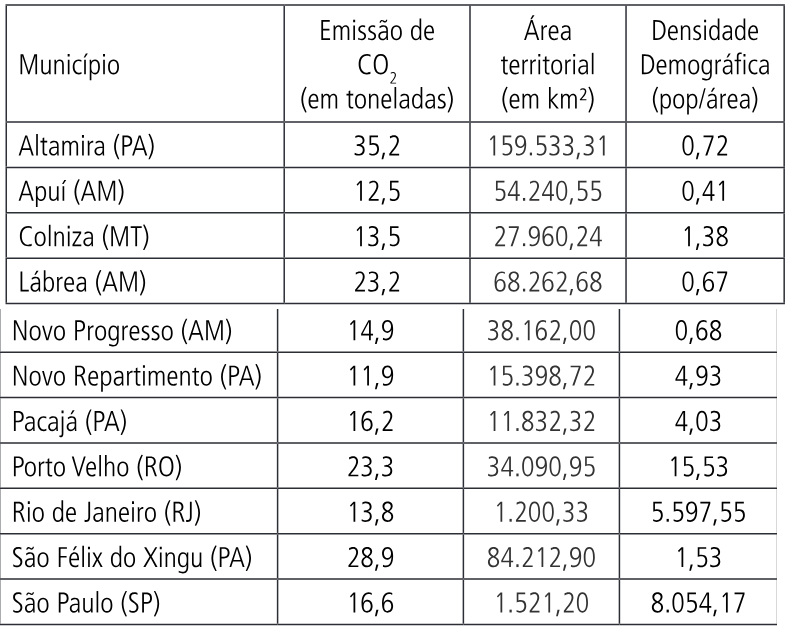 Município | Emissão de CO₂ (em toneladas) | Área territorial (em km²) | Densidade Demográfica (pop/área)
Altamira (PA) | 35,2 | 159.533,31 | 0,72
Apuí (AM) | 12,5 | 54.240,55 | 0,41
Colniza (MT) | 13,5 | 27.960,24 | 1,38
Lábrea (AM) | 23,2 | 68.262,68 | 0,67
Novo Progresso (AM) | 14,9 | 38.162,00 | 0,68
Novo Repartimento (PA) | 11,9 | 15.398,72 | 4,93
Pacajá (PA) | 16,2 | 11.832,32 | 4,03
Porto Velho (RO) | 23,3 | 34.090,95 | 15,53
Rio de Janeiro (RJ) | 13,8 | 1.200,33 | 5.597,55
São Félix do Xingu (PA) | 28,9 | 84.212,90 | 1,53
São Paulo (SP) | 16,6 | 1.521,20 | 8.054,17